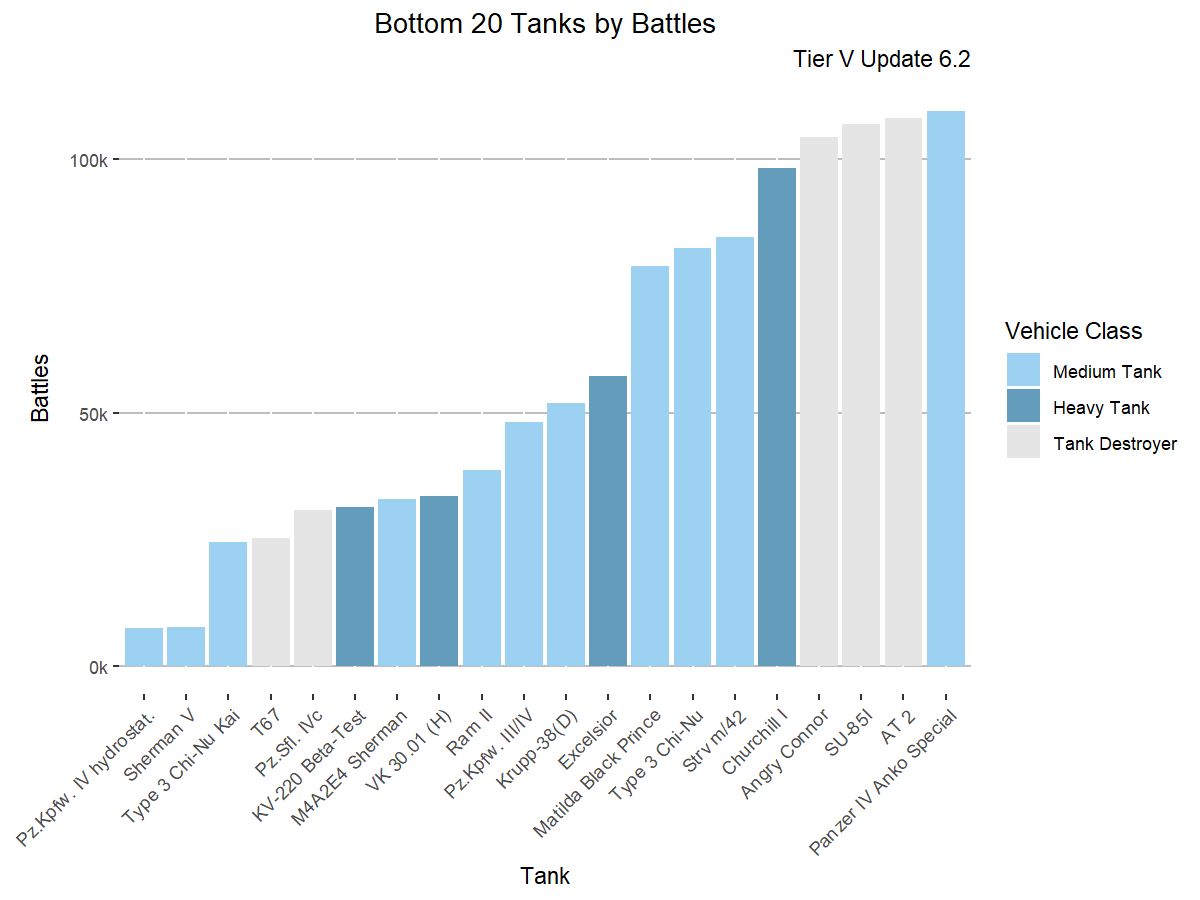 Bottom 20 Tanks by Battles
Tier V Update 6.2
100k
50k
0k
Battles
Pz.Kpfw. IV hydrostat.
Sherman V
Type 3 Chi-Nu Kai
T67
Pz.Sfl. IVc
KV-220 Beta-Test
M4A2E4 Sherman
VK 30.01 (H)
Ram II
Pz.Kpfw. III/IV
Krupp-38(D)
Excelsior
Matilda Black Prince
Type 3 Chi-Nu
Strv m/42
Churchill I
Angry Connor
SU-85I
AT 2
Panzer IV Anko Special
Tank
Vehicle Class
Medium Tank
Heavy Tank
Tank Destroyer